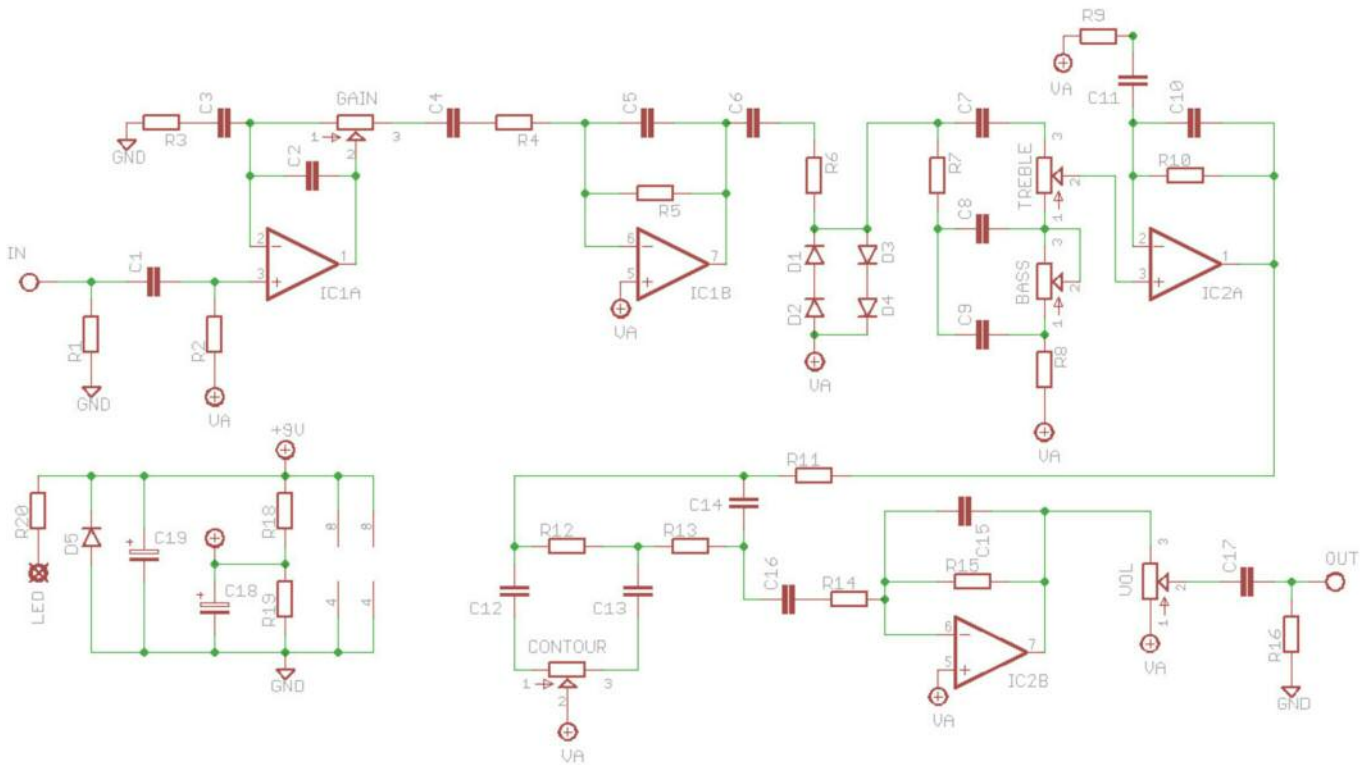 R9
VA
C11
C10
R10
R3
C3
GND
GAIN
1
3
2
C4
R4
C2
C5
C6
R5
R6
R7
C7
C8
C9
TREBLE
3
2
1
BASS
3
2
1
R8
VA
IN
R1
GND
C1
R2
VA
2
3
1
IC1A
6
5
7
IC1B
VA
D1
D2
D3
D4
VA
2
3
1
IC2A
+9V
R20
LED
D5
C19
C18
R18
R19
8
8
4
4
GND
R11
C14
R12
R13
C12
C13
CONTOUR
1
3
2
VA
C16
R14
C15
R15
6
5
7
IC2B
VA
VOL
3
2
1
VA
C17
OUT
R16
GND